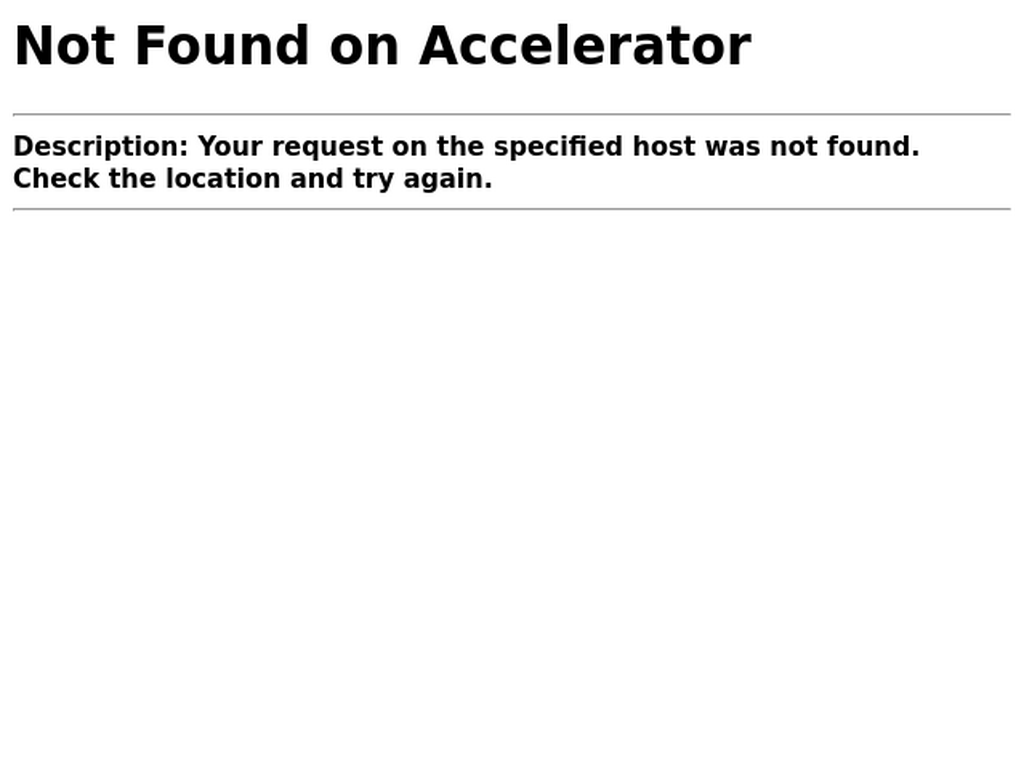 Not Found on Accelerator
Description: Your request on the specified host was not found.
Check the location and try again.